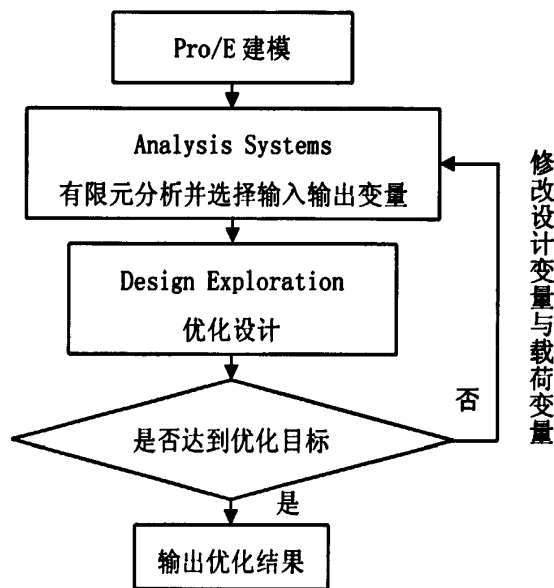 Pro/E 建模
Analysis Systems
有限元分析并选择输入输出变量
Design Exploration
优化设计
是否达到优化目标
否
修改设计变量与载荷变量
是
输出优化结果